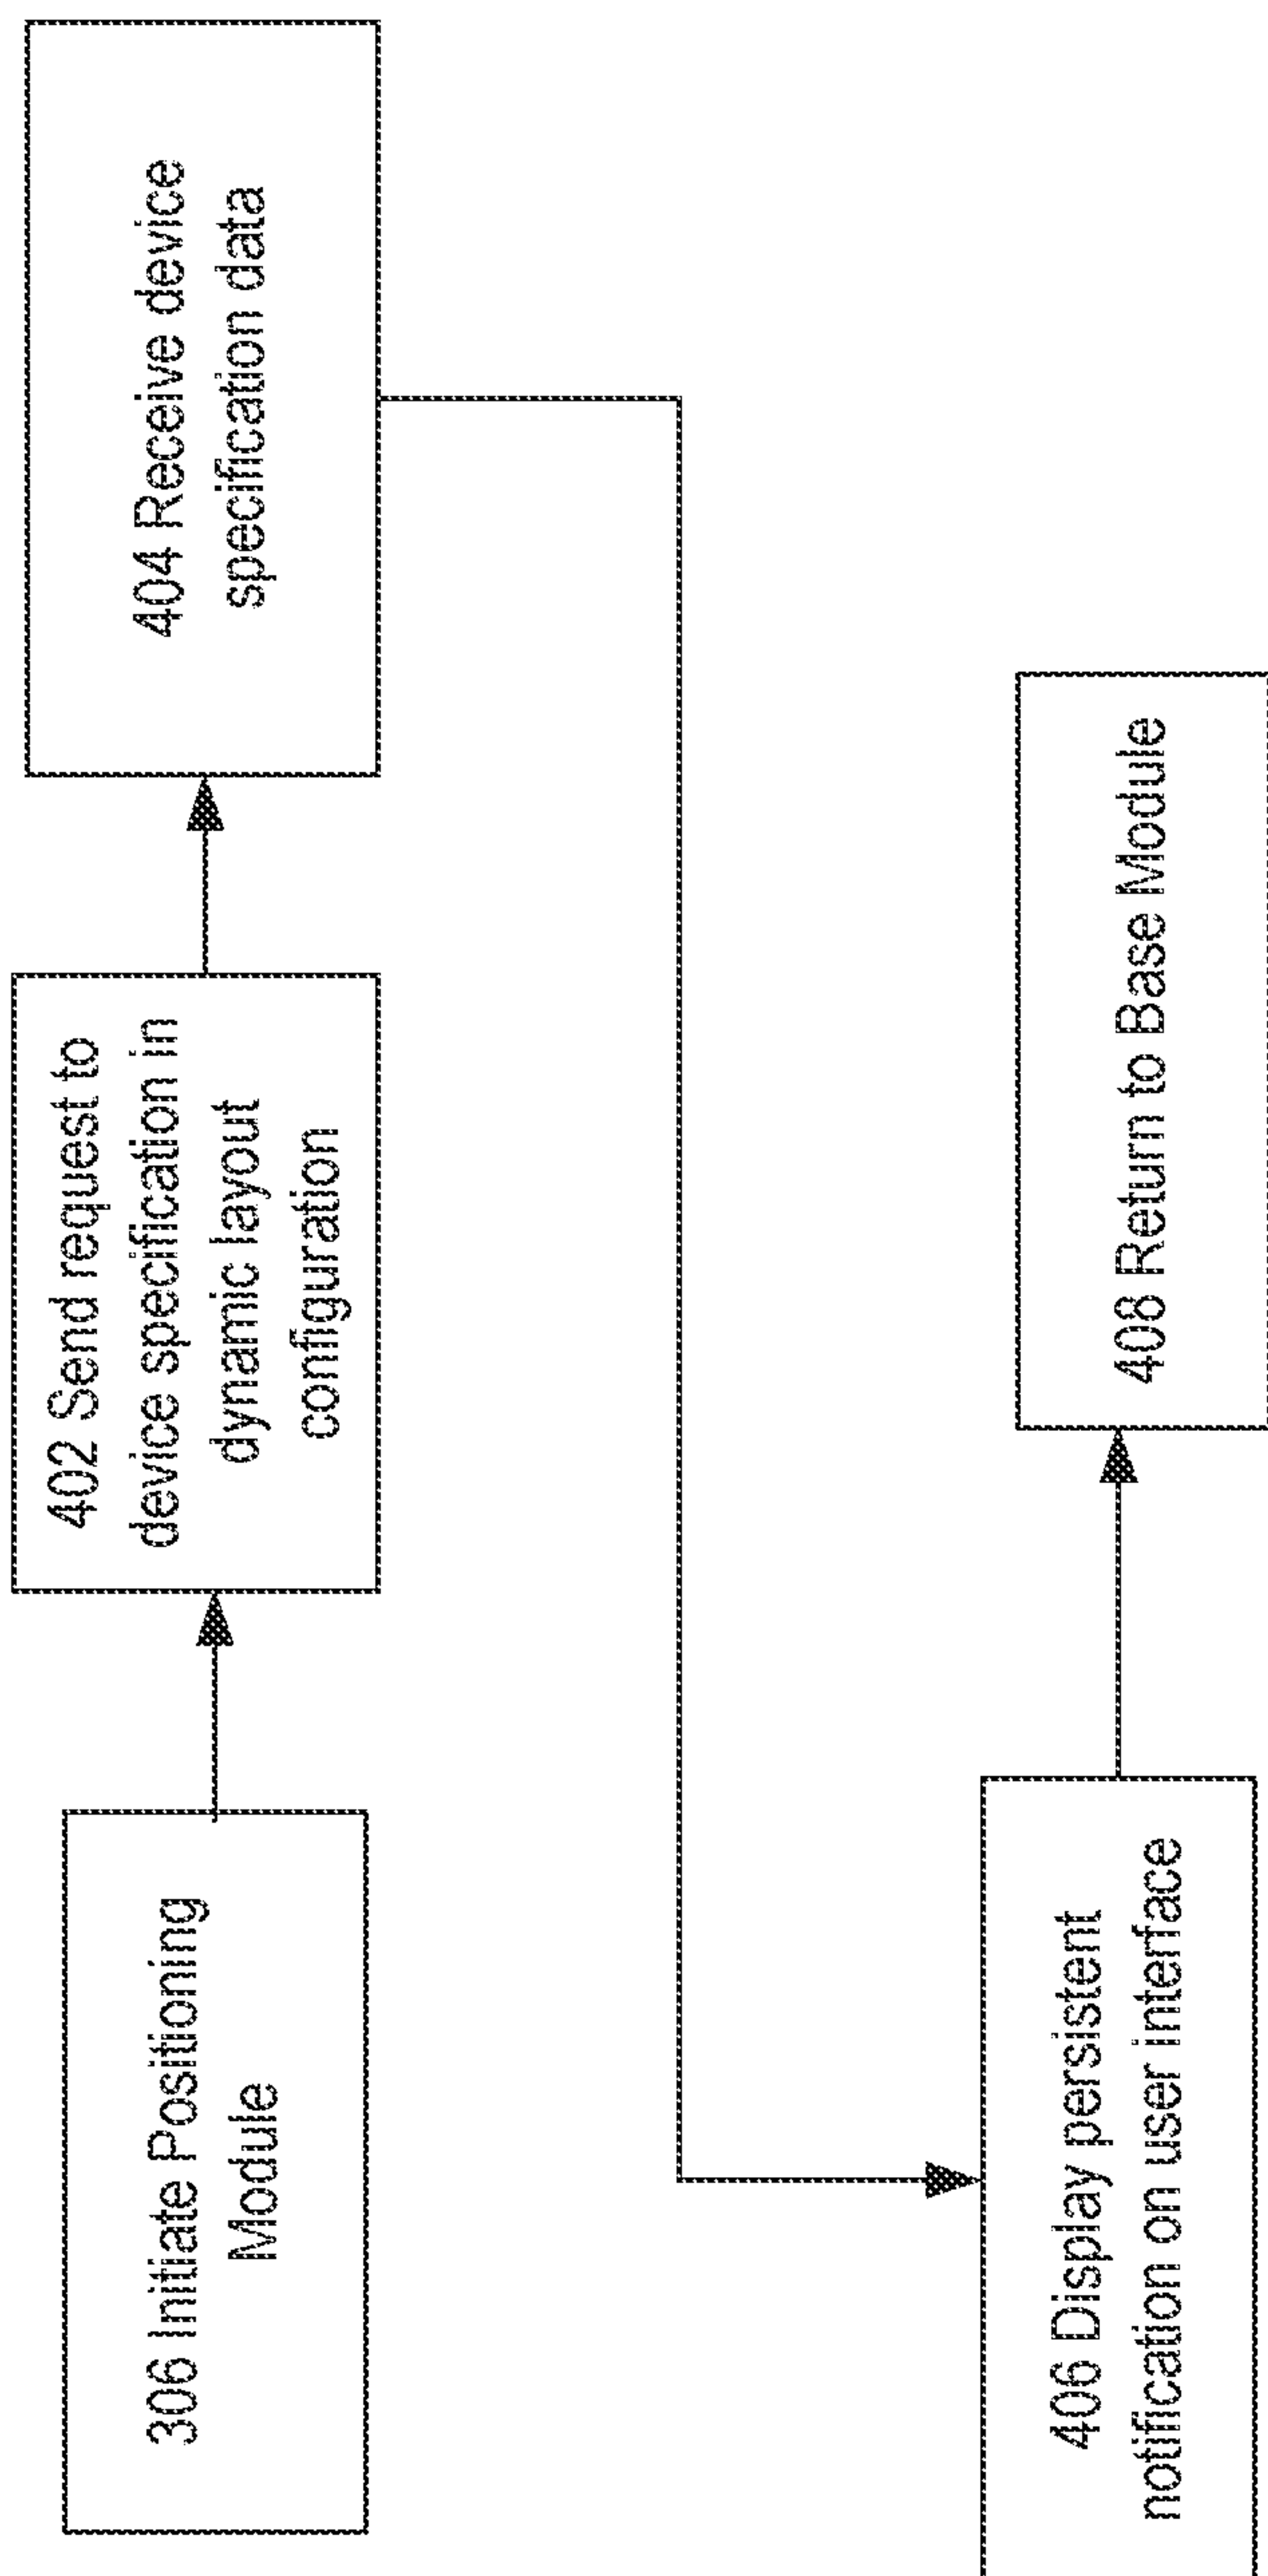 306 Initiate Positioning
Module
402 Send request to
device specification in
dynamic layout
configuration
404 Receive device
specification data
406 Display persistent
notification on user interface
408 Return to Base Module